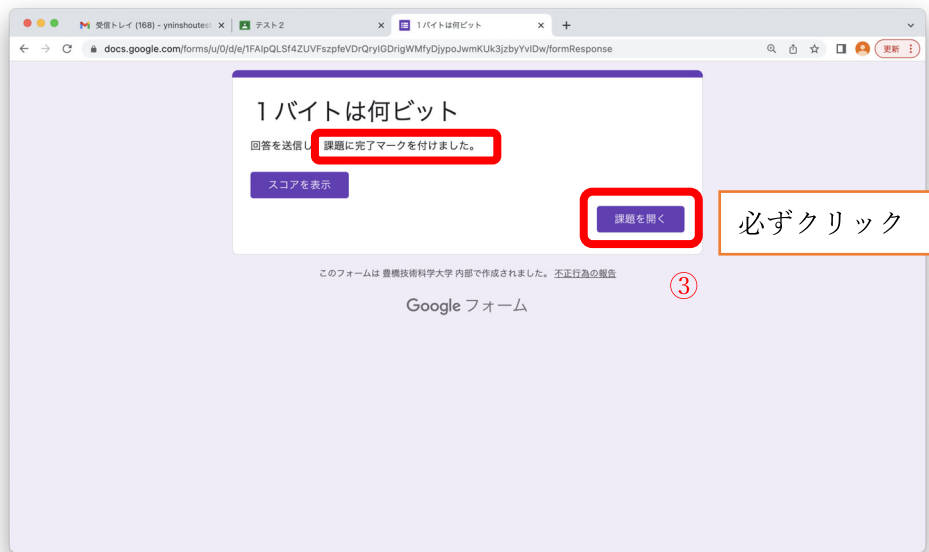 受信トレイ (168) - yninshoutest
テスト2
1バイトは何ビット
docs.google.com/forms/u/0/d/e/1FAIpQLSf4ZUVFszpfeVDrQryIGDrigWMfyDjypoJwmKUk3jzbyYvIDw/formResponse
更新
1バイトは何ビット
回答を送信し 課題に完了マークを付けました。
スコアを表示
課題を開く
必ずクリック
このフォームは 豊橋技術科学大学 内部で作成されました。 不正行為の報告
③
Google フォーム